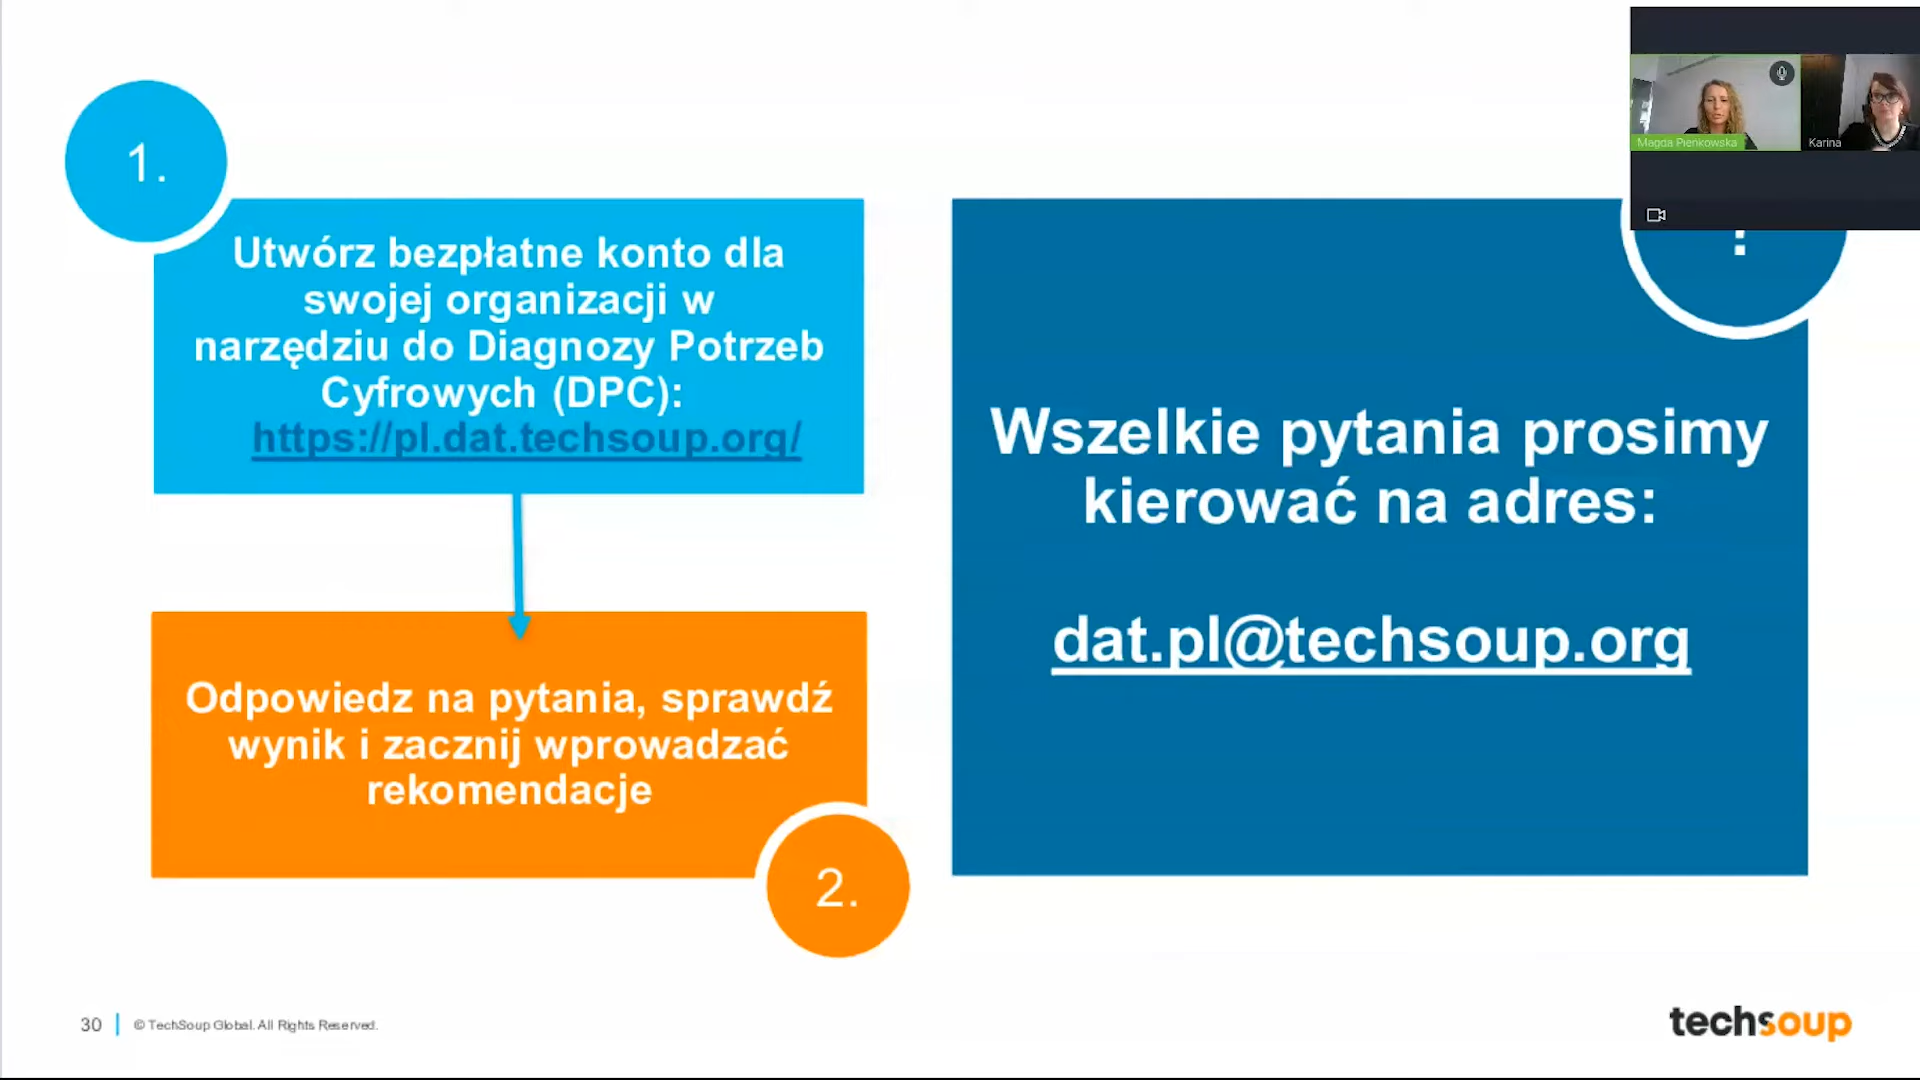 1.
Utwórz bezpłatne konto dla
swojej organizacji w
narzędziu do Diagnozy Potrzeb
Cyfrowych (DPC):
https://pl.dat.techsoup.org/
Odpowiedz na pytania, sprawdź
wynik i zacznij wprowadzać
rekomendacje
2.
Wszelkie pytania prosimy
kierować na adres:
dat.pl@techsoup.org
Magda Pieńkowska
Karina
30
© TechSoup Global. All Rights Reserved.
techsoup